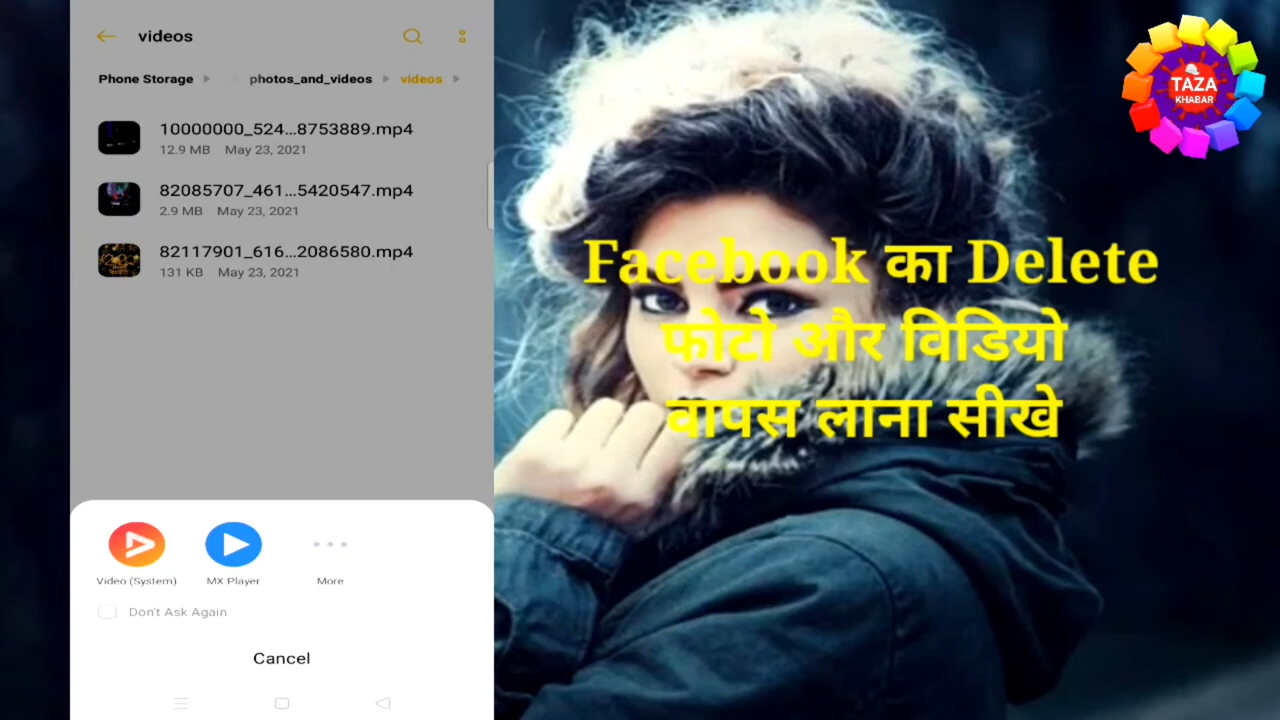 videos
Phone Storage photos_and_videos videos
10000000_524...8753889.mp4
12.9 MB May 23, 2021
82085707_461...5420547.mp4
2.9 MB May 23, 2021
82117901_616...2086580.mp4
131 KB May 23, 2021
Video (System) MX Player More
Don't Ask Again
Cancel
Facebook का Delete
फोटो और विडियो
वापस लाना सीखे
TAZA
KHABAR